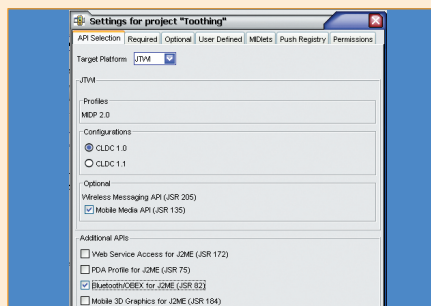 Settings for project "Toothing"
API Selection Required Optional User Defined MIDlets Push Registry Permissions
Target Platform JTWI
JTWI
Profiles
MIDP 2.0
Configurations
CLDC 1.0
CLDC 1.1
Optional
Wireless Messaging API (JSR 205)
Mobile Media API (JSR 135)
Additional APIs
Web Service Access for J2ME (JSR 172)
PDA Profile for J2ME (JSR 75)
Bluetooth/OBEX for J2ME (JSR 82)
Mobile 3D Graphics for J2ME (JSR 184)